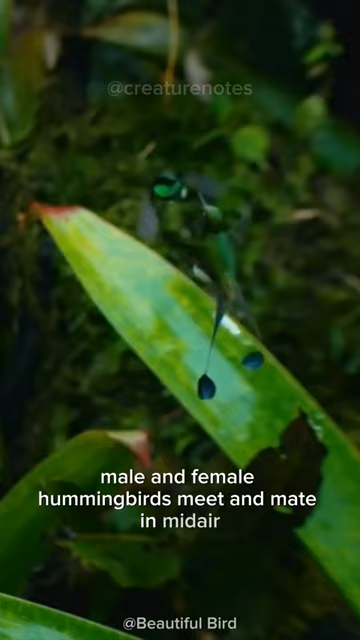 @creaturenotes
male and female
hummingbirds meet and mate
in midair
@Beautiful Bird